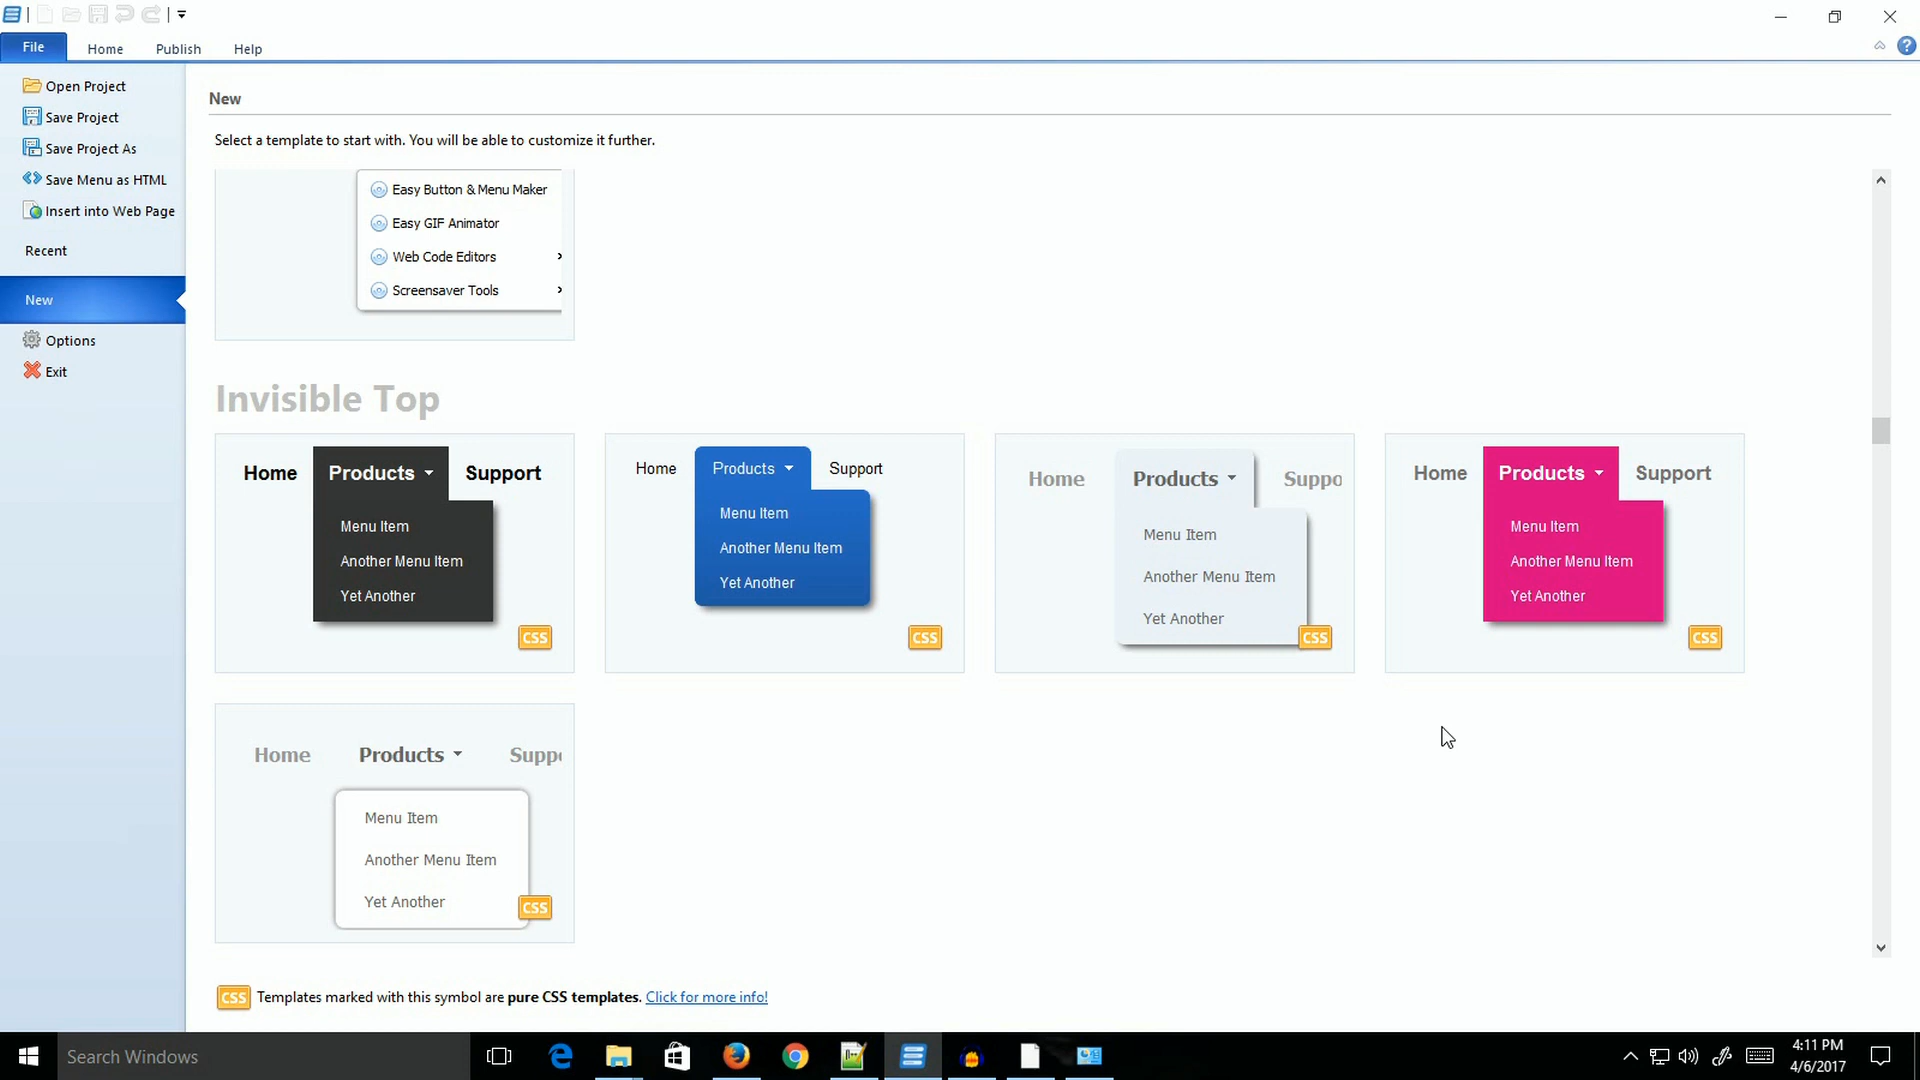 File
Home
Publish
Help
Open Project
Save Project
Save Project As
Save Menu as HTML
Insert into Web Page
Recent
New
Options
Exit
New
Select a template to start with. You will be able to customize it further.
Easy Button & Menu Maker
Easy GIF Animator
Web Code Editors
Screensaver Tools
Invisible Top
Home Products Support
Menu Item
Another Menu Item
Yet Another
CSS
Home Products Support
Menu Item
Another Menu Item
Yet Another
CSS
Home Products Suppo
Menu Item
Another Menu Item
Yet Another
CSS
Home Products Support
Menu Item
Another Menu Item
Yet Another
CSS
Home Products Suppo
Menu Item
Another Menu Item
Yet Another
CSS
CSS Templates marked with this symbol are pure CSS templates. Click for more info!
Search Windows
4:11 PM
4/6/2017